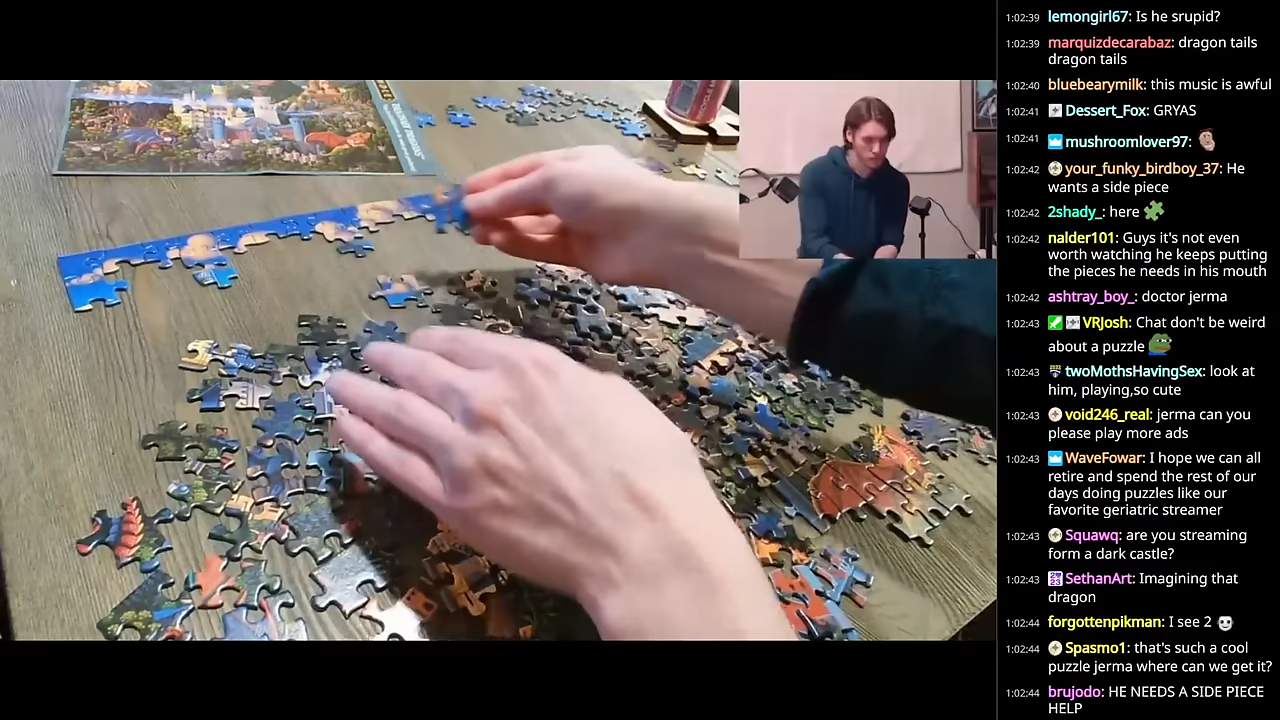 1:02:39 lemongirl67: Is he srupid?
1:02:39 marquizdecarabaz: dragon tails
dragon tails
1:02:40 bluebearymilk: this music is awful
1:02:41 Dessert_Fox: GRYAS
1:02:41 mushroomlover97:
1:02:42 your_funky_birdboy_37: He
wants a side piece
1:02:42 2shady_: here
1:02:42 nalder101: Guys it's not even
worth watching he keeps putting
the pieces he needs in his mouth
1:02:42 ashtray_boy_: doctor jerma
1:02:43 VRJosh: Chat don't be weird
about a puzzle
1:02:43 twoMothsHavingSex: look at
him, playing,so cute
1:02:43 void246_real: jerma can you
please play more ads
1:02:43 WaveFowar: I hope we can all
retire and spend the rest of our
days doing puzzles like our
favorite geriatric streamer
1:02:43 Squawq: are you streaming
form a dark castle?
1:02:43 SethanArt: Imagining that
dragon
1:02:44 forgottenpikman: I see 2
1:02:44 Spasmo1: that's such a cool
puzzle jerma where can we get it?
1:02:44 brujodo: HE NEEDS A SIDE PIECE
HELP